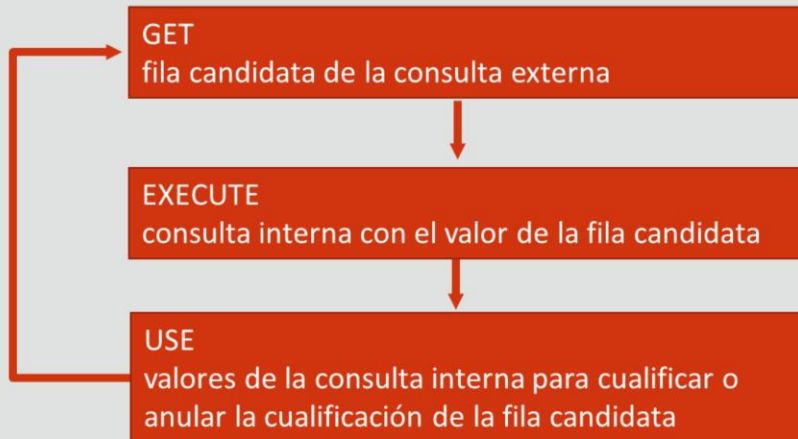 GET
fila candidata de la consulta externa
EXECUTE
consulta interna con el valor de la fila candidata
USE
valores de la consulta interna para cualificar o
anular la cualificación de la fila candidata